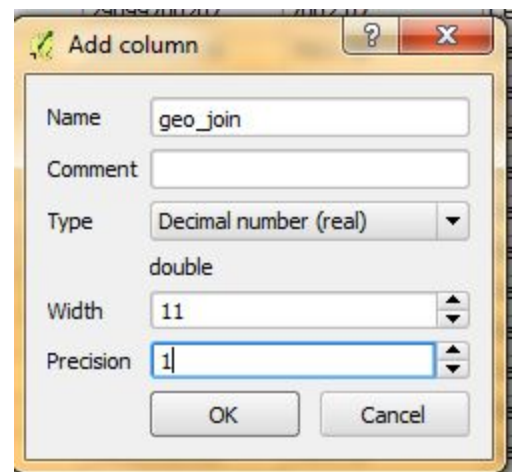 Add column
?
X
Name geo_join
Comment
Type Decimal number (real)
double
Width 11
Precision 1
OK Cancel